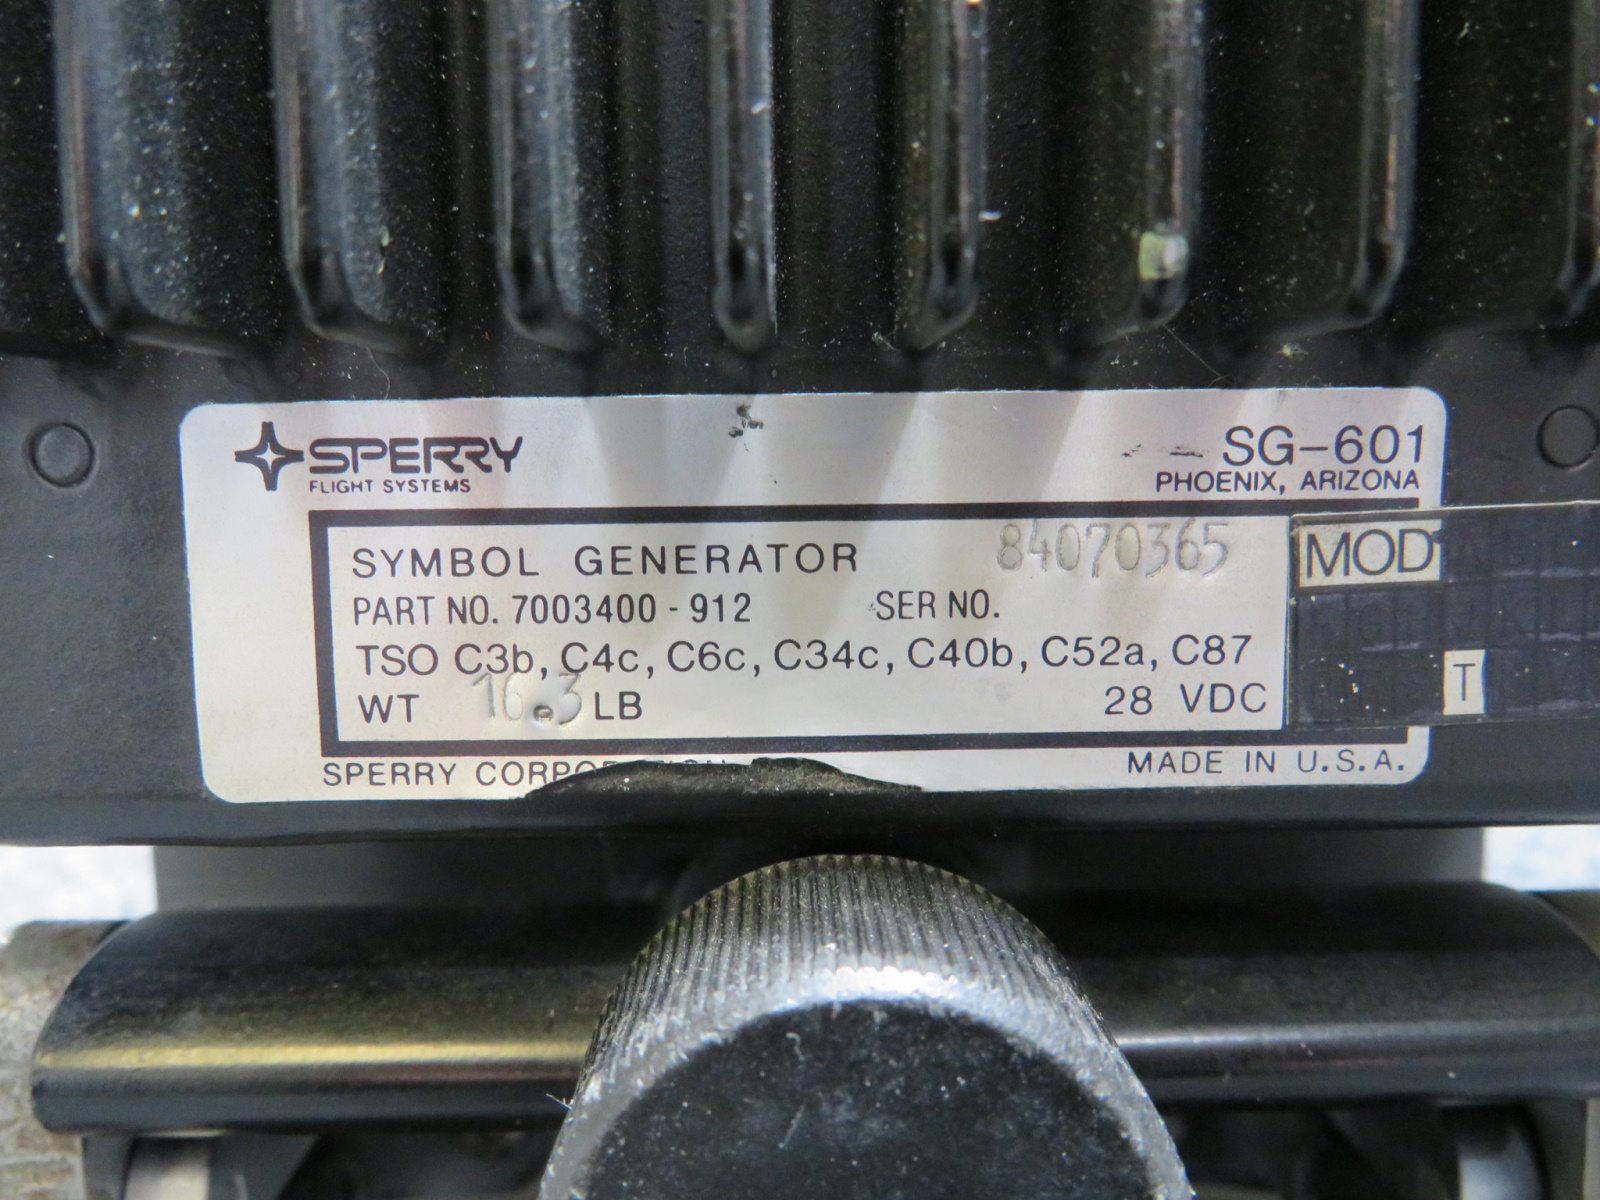 SPERRY
FLIGHT SYSTEMS
SG-601
PHOENIX, ARIZONA
SYMBOL GENERATOR 84070365
PART NO. 7003400-912 SER NO.
TSO C3b, C4c, C6c, C34c, C40b, C52a, C87
WT 16.3 LB 28 VDC
MOD
T
SPERRY MADE IN U.S.A.